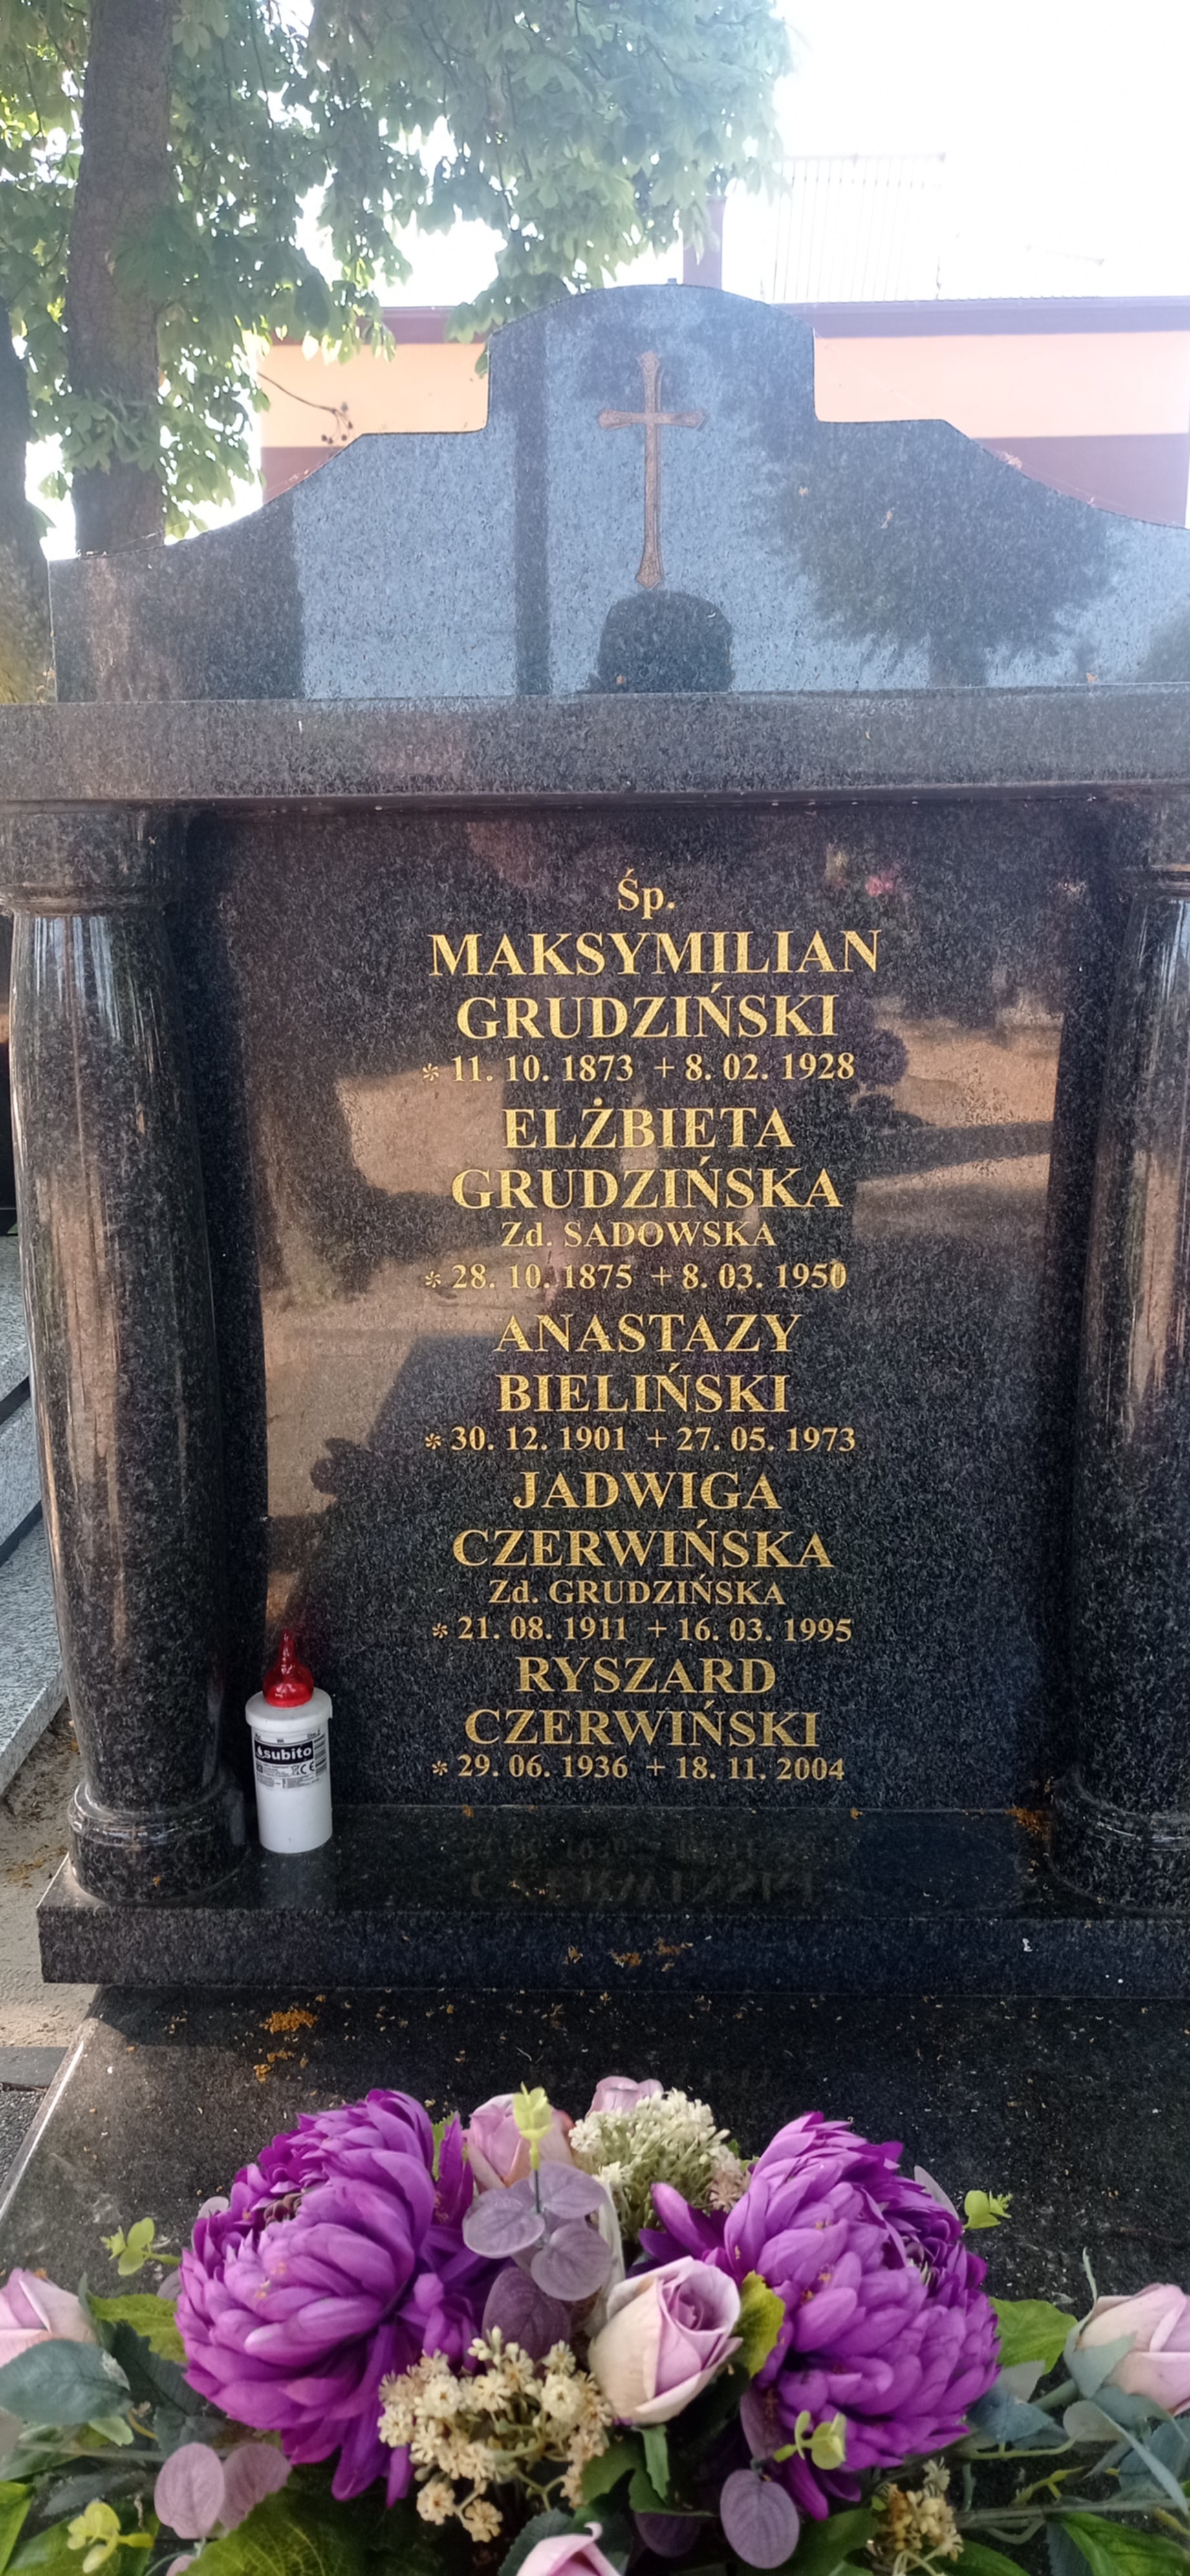 Śp.
MAKSYMILIAN
GRUDZIŃSKI
* 11. 10. 1873 + 8. 02. 1928
ELŻBIETA
GRUDZIŃSKA
Zd. SADOWSKA
* 28. 10. 1875 + 8. 03. 1950
ANASTAZY
BIELIŃSKI
* 30. 12. 1901 + 27. 05. 1973
JADWIGA
CZERWIŃSKA
Zd. GRUDZIŃSKA
* 21. 08. 1911 + 16. 03. 1995
RYSZARD
CZERWIŃSKI
* 29. 06. 1936 + 18. 11. 2004
subito
CE